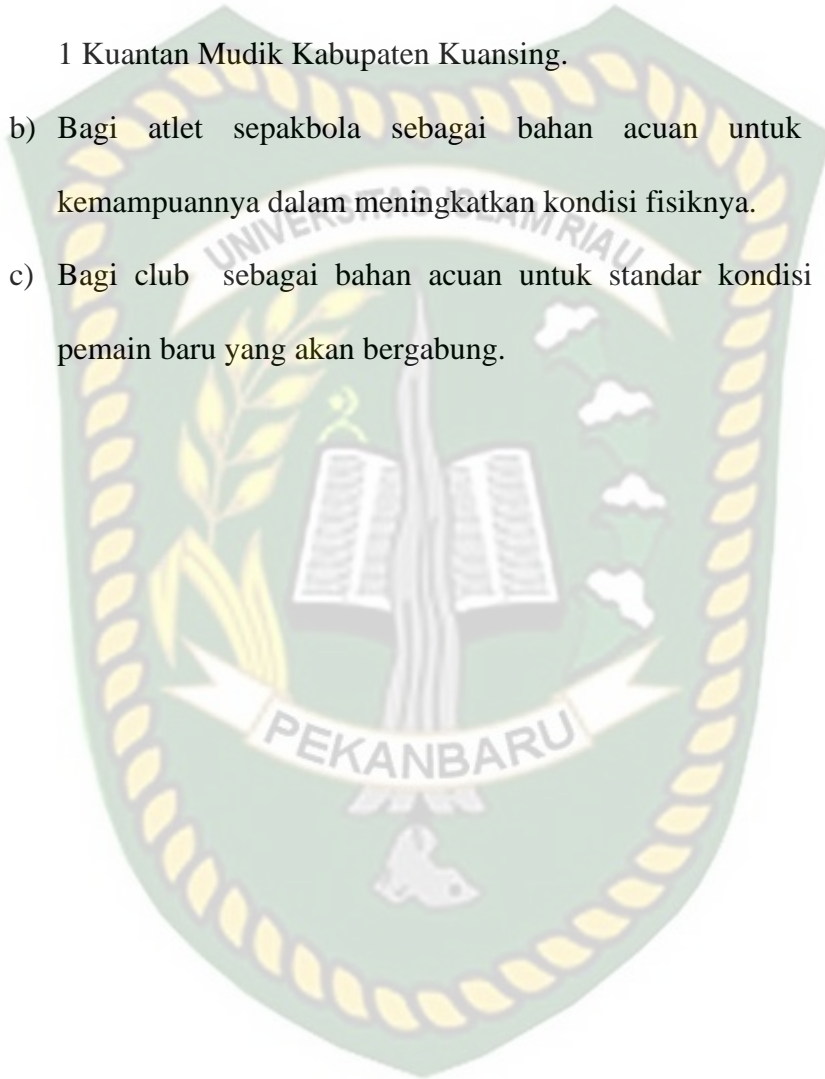 1 Kuantan Mudik Kabupaten Kuansing.
b) Bagi atlet sepakbola sebagai bahan acuan untuk
kemampuannya dalam meningkatkan kondisi fisiknya.
UNIVERSITAS ISLAM RIAU
c) Bagi club sebagai bahan acuan untuk standar kondisi
pemain baru yang akan bergabung.
PEKANBARU